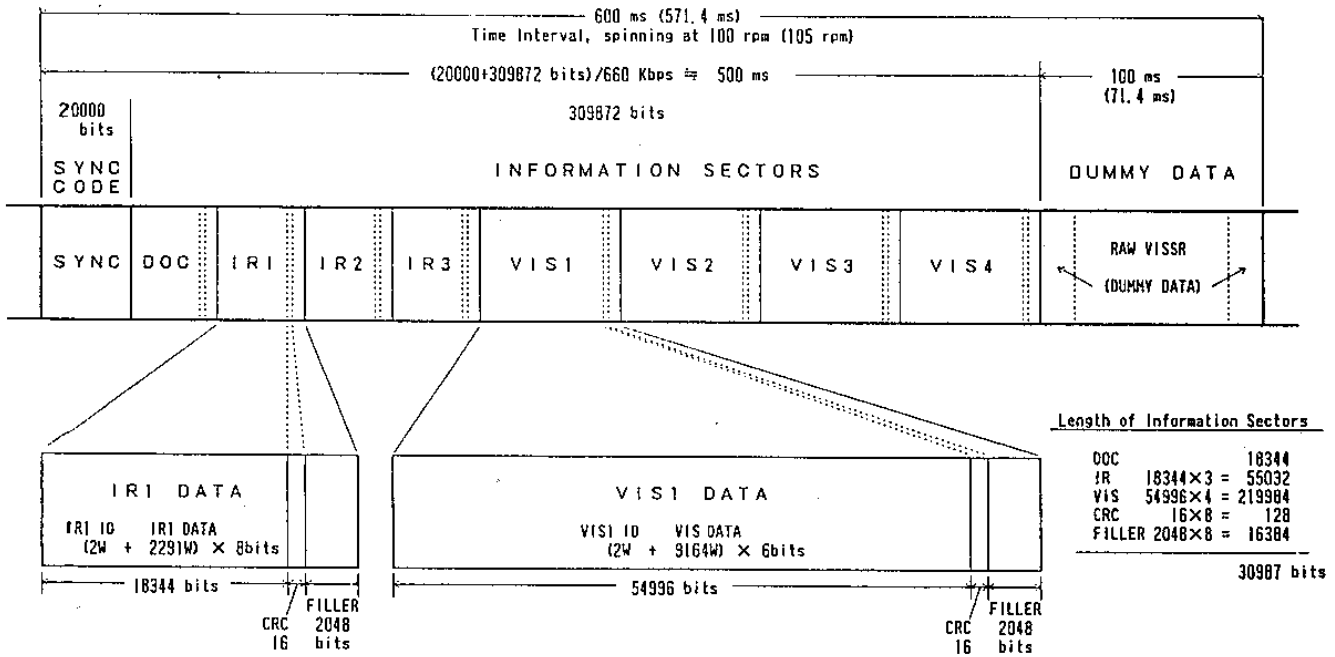 600 ms (571.4 ms)
Time Interval, spinning at 100 rpm (105 rpm)
(20000+309872 bits)/660 Kbps ≒ 500 ms
100 ms
(71.4 ms)
20000
bits
309872 bits
SYNC
CODE
INFORMATION SECTORS
DUMMY DATA
SYNC
DOC
IR1
IR2
IR3
VIS1
VIS2
VIS3
VIS4
RAW VISSR
(DUMMY DATA)
IR1 DATA
IR1 ID IR1 DATA
(2W + 2291W) × 8bits
18344 bits
CRC
16
FILLER
2048
bits
VIS1 DATA
VIS1 ID VIS DATA
(2W + 9164W) × 6bits
54996 bits
CRC
16
FILLER
2048
bits
Length of Information Sectors
DOC 18344
IR 18344×3 = 55032
VIS 54996×4 = 219984
CRC 16×8 = 128
FILLER 2048×8 = 16384
30987 bits